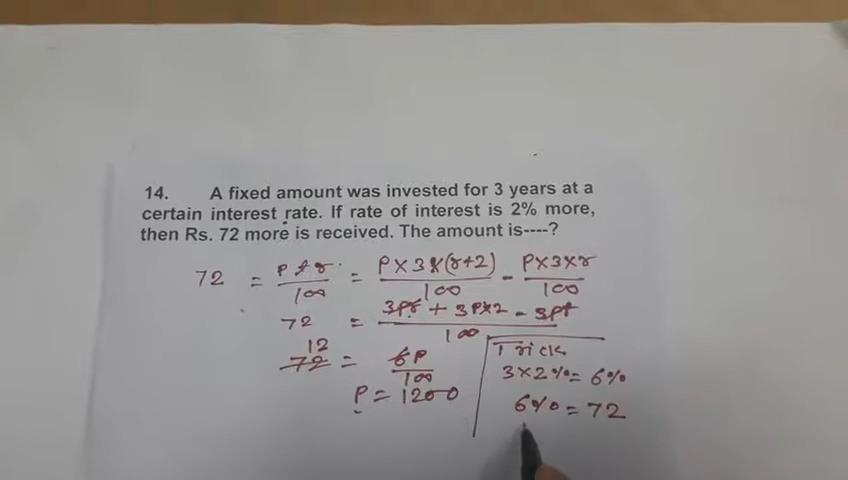 14. A fixed amount was invested for 3 years at a
certain interest rate. If rate of interest is 2% more,
then Rs. 72 more is received. The amount is----?
72 = P t r / 100 = P×3×(r+2) / 100 - P×3×r / 100
72 = 3Pr + 3P×2 - 3Pr / 100
12
72 = 6P / 100
P = 1200
Trick
3×2% = 6%
6% = 72